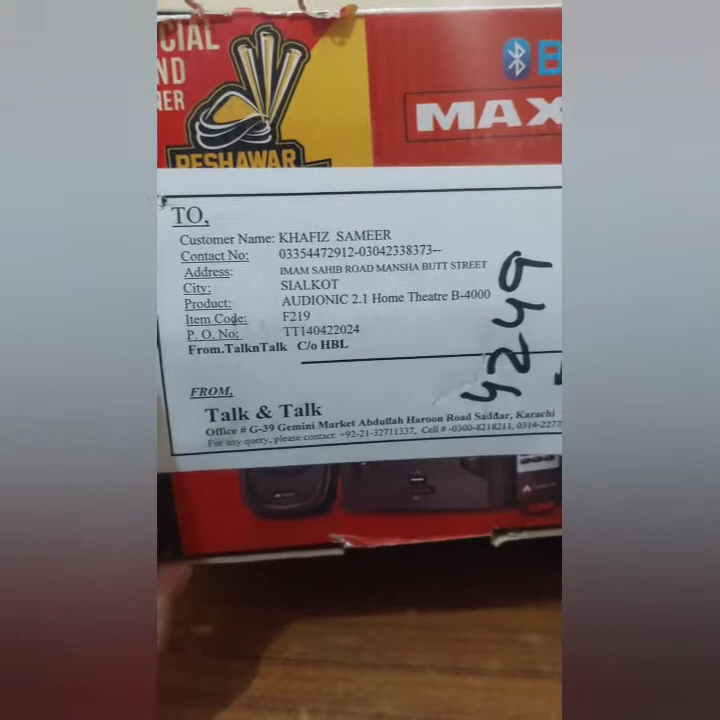 CIAL
ND
NER
PESHAWAR
B
MAX
TO,
Customer Name: KHAFIZ SAMEER
Contact No: 03354472912-03042338373--
Address: IMAM SAHIB ROAD MANSHA BUTT STREET
City: SIALKOT
Product: AUDIONIC 2.1 Home Theatre B-4000
Item Code: F219
P. O. No: TT140422024
From.TalknTalk C/o HBL
4249
FROM,
Talk & Talk
Office # G-39 Gemini Market Abdullah Haroon Road Saddar, Karachi
For any query, please contact: +92-21-32711337, Cell # -0300-8218211, 0314-2227